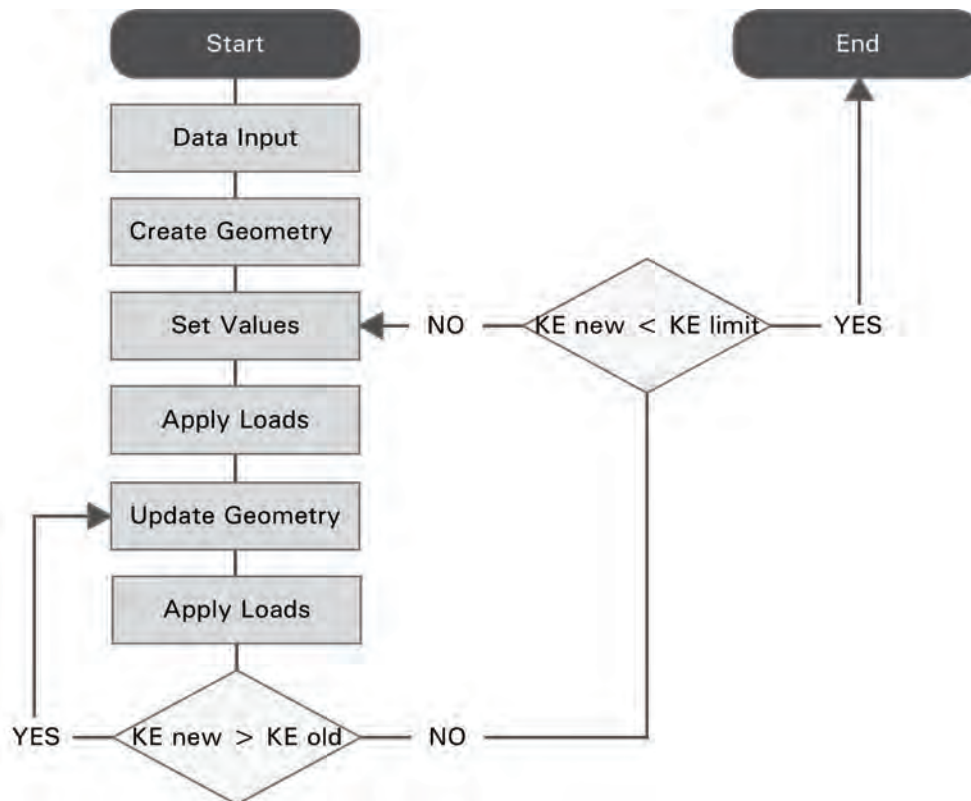 Start
End
Data Input
Create Geometry
Set Values
NO
KE new < KE limit
YES
Apply Loads
Update Geometry
Apply Loads
YES
KE new > KE old
NO